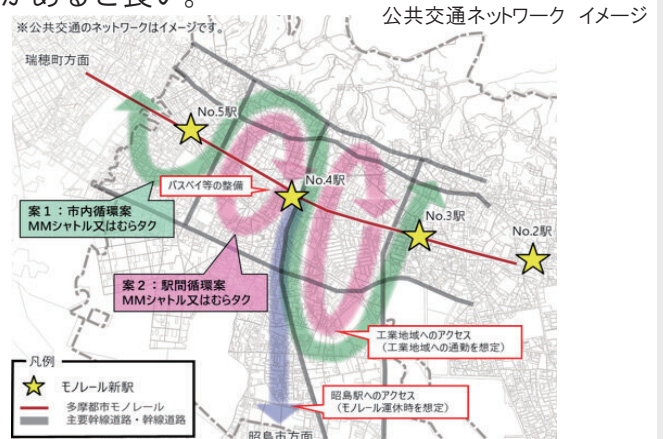 があると良い。
公共交通ネットワーク イメージ
※公共交通のネットワークはイメージです。
瑞穂町方面
No.5駅
No.4駅
バスベイ等の整備
案1：市内循環案
MMシャトル又はむらタク
No.3駅
No.2駅
案2：駅間循環案
MMシャトル又はむらタク
工業地域へのアクセス
（工業地域への通勤を想定）
凡例
モノレール新駅
多摩都市モノレール
主要幹線道路・幹線道路
昭島駅へのアクセス
（モノレール運休時を想定）
昭島市方面